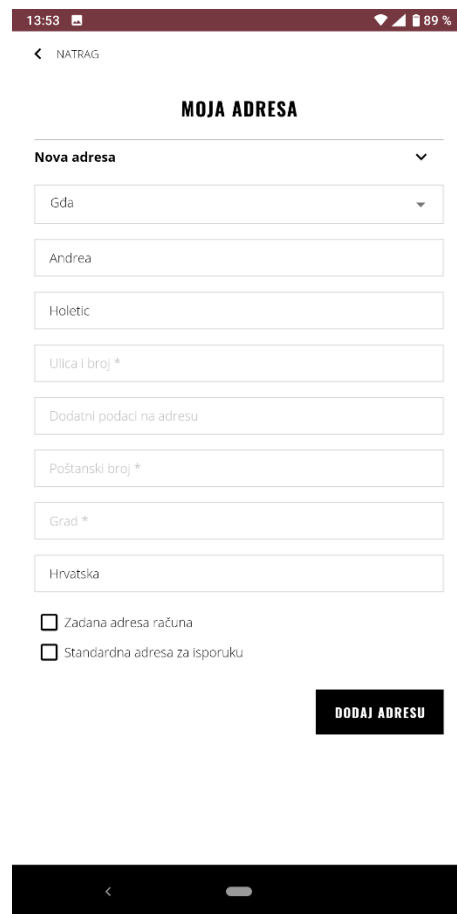 13:53 89 %
NATRAG
MOJA ADRESA
Nova adresa
Gđa
Andrea
Holetic
Ulica i broj *
Dodatni podaci na adresu
Poštanski broj *
Grad *
Hrvatska
Zadana adresa računa
Standardna adresa za isporuku
DODAJ ADRESU